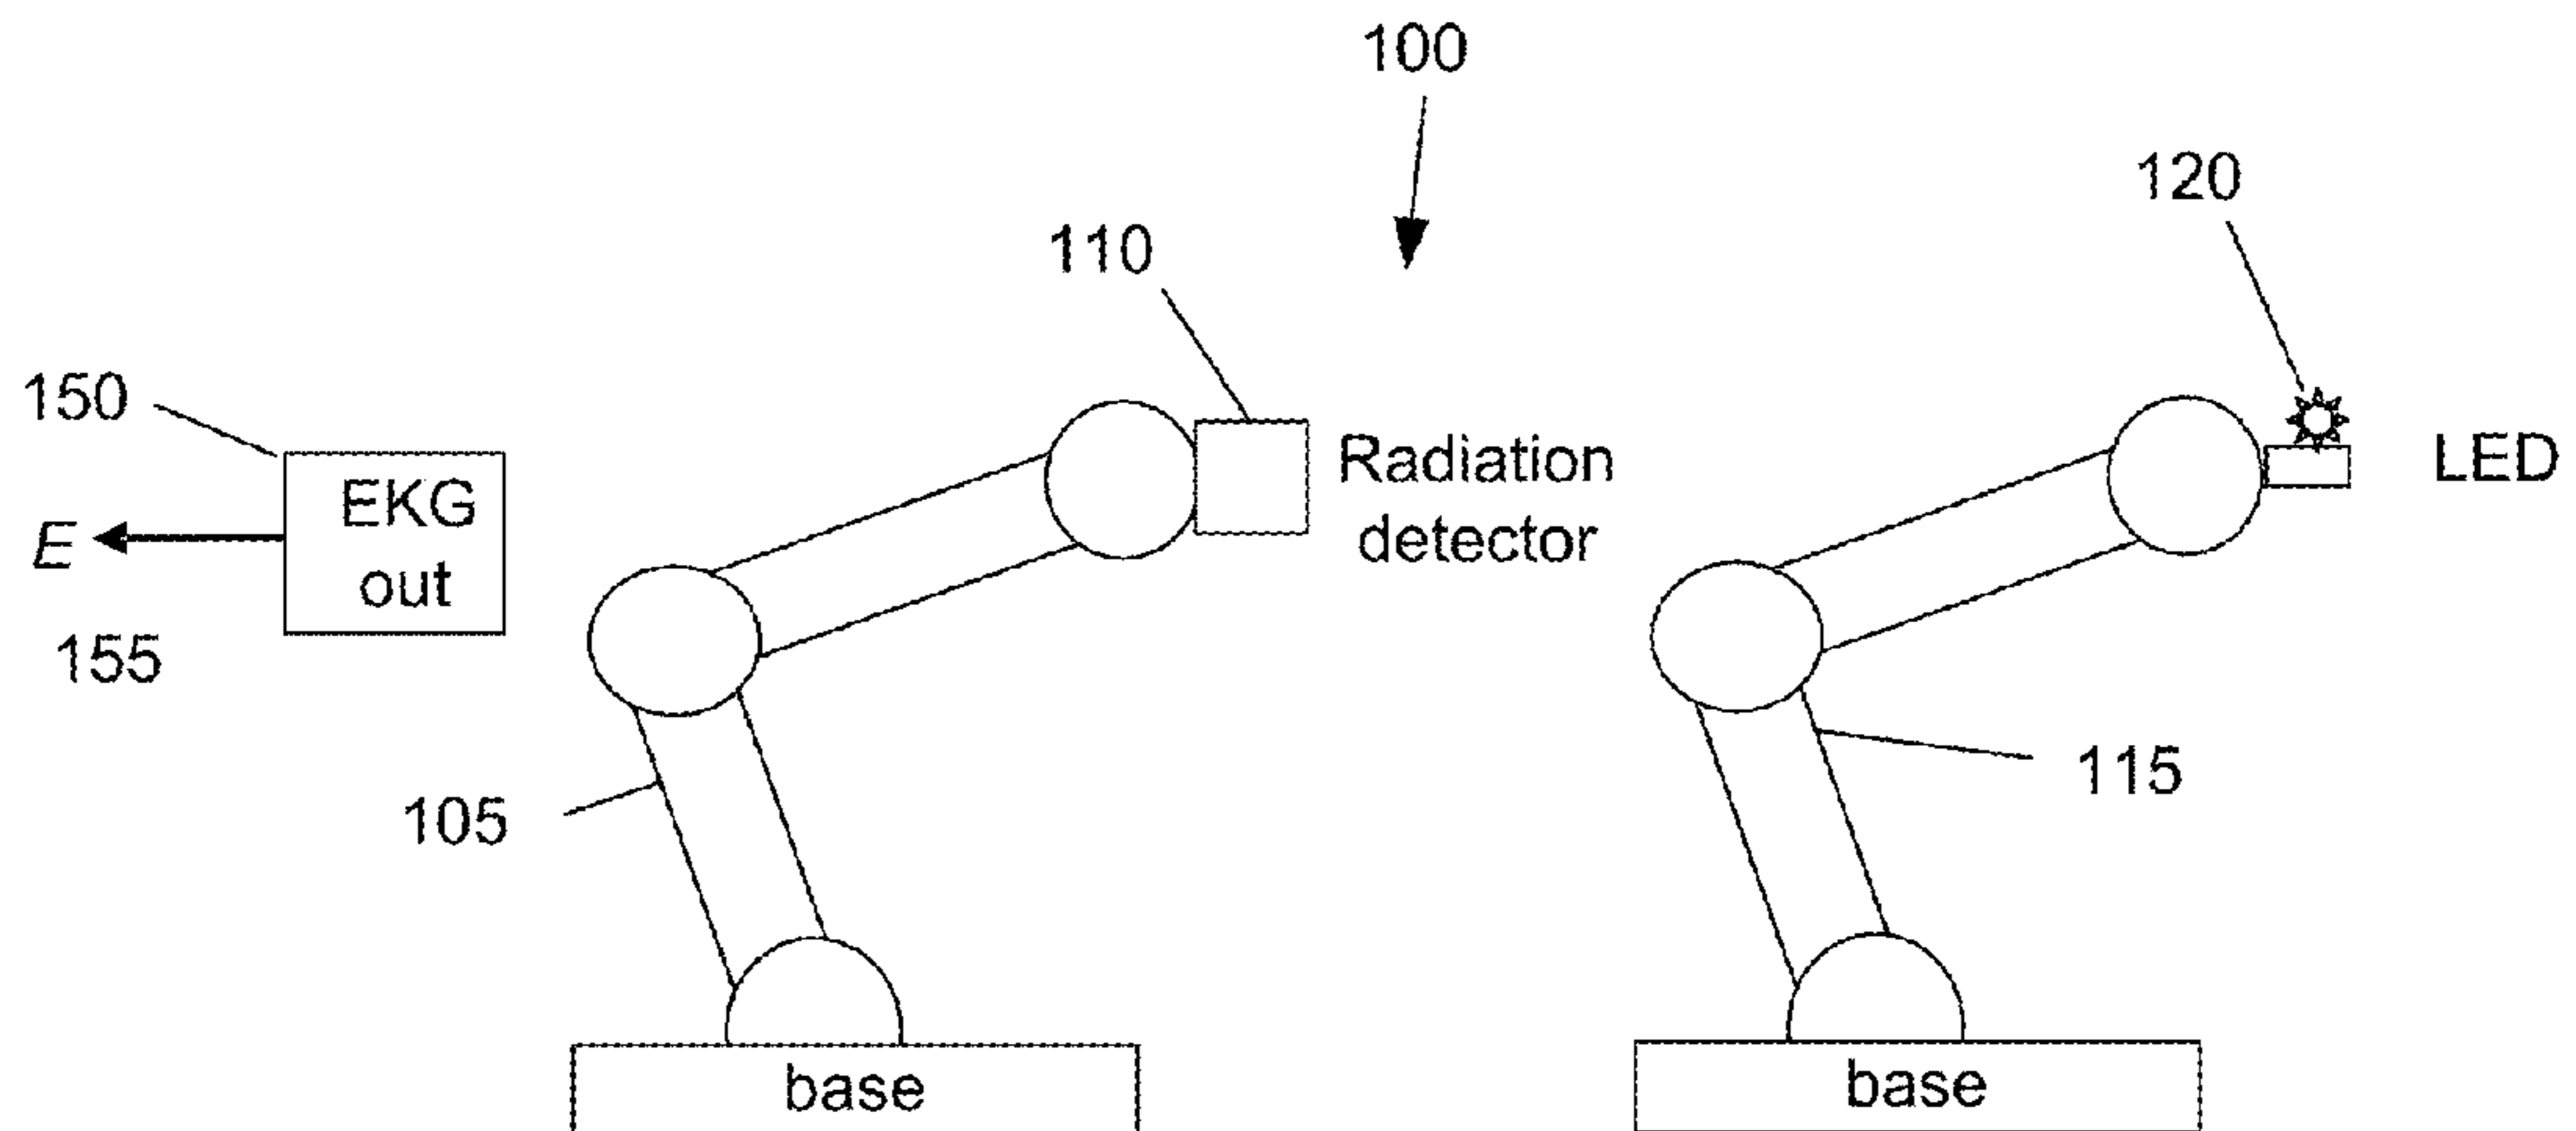 100
120
110
150
EKG
out
E
155
Radiation
detector
LED
105
115
base
base